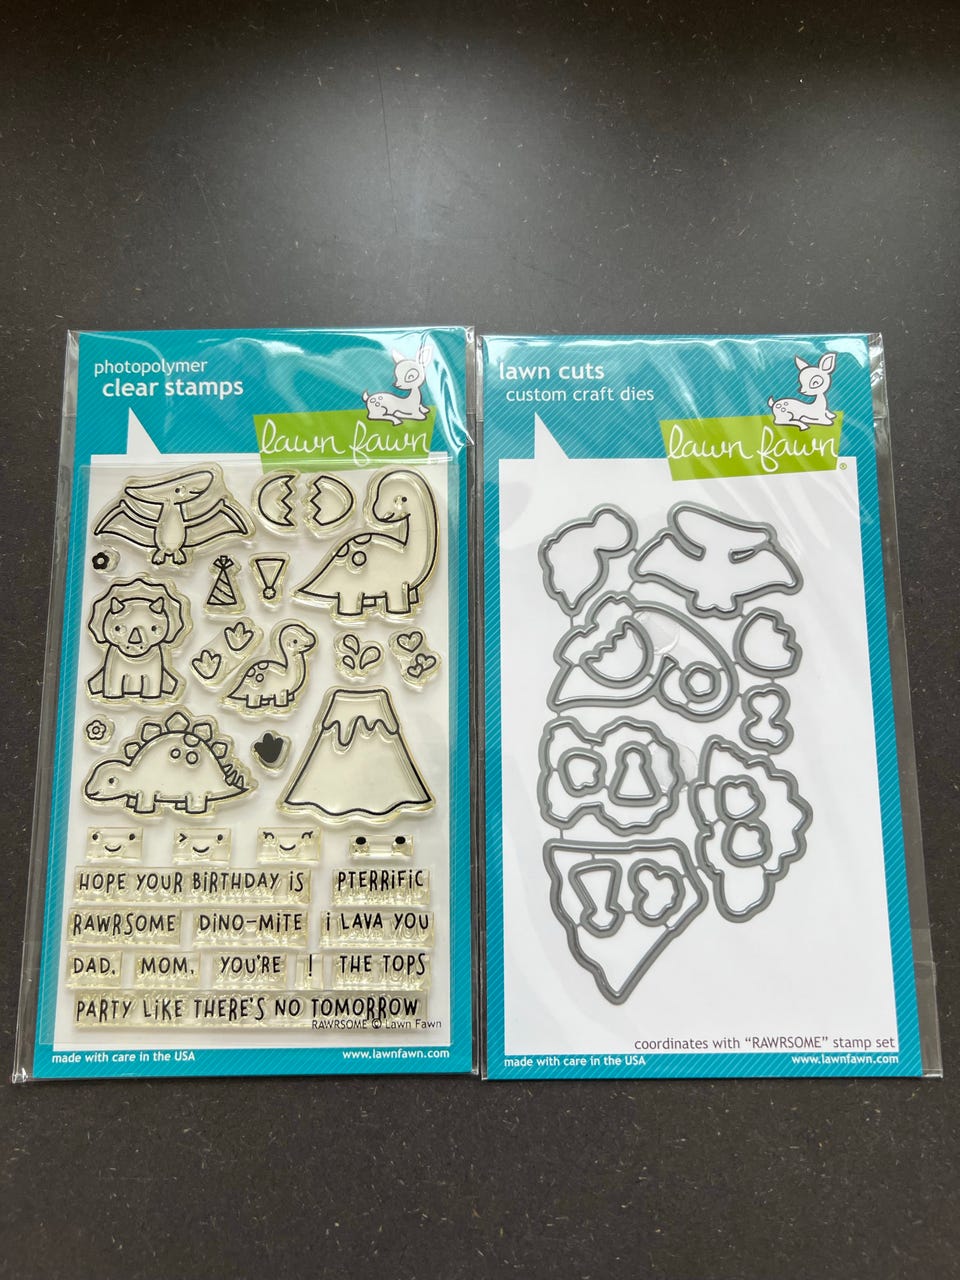 photopolymer
clear stamps
lawn fawn
HOPE YOUR BiRTHDAY iS PTERRiFiC
RAWRSOME DiNO-MiTE i LAVA YOU
DAD, MOM, YOU'RE ! THE TOPS
PARTY LiKE THERE'S NO TOMORROW
RAWRSOME © Lawn Fawn
made with care in the USA www.lawnfawn.com
lawn cuts
custom craft dies
lawn fawn®
coordinates with “RAWRSOME” stamp set
made with care in the USA www.lawnfawn.com